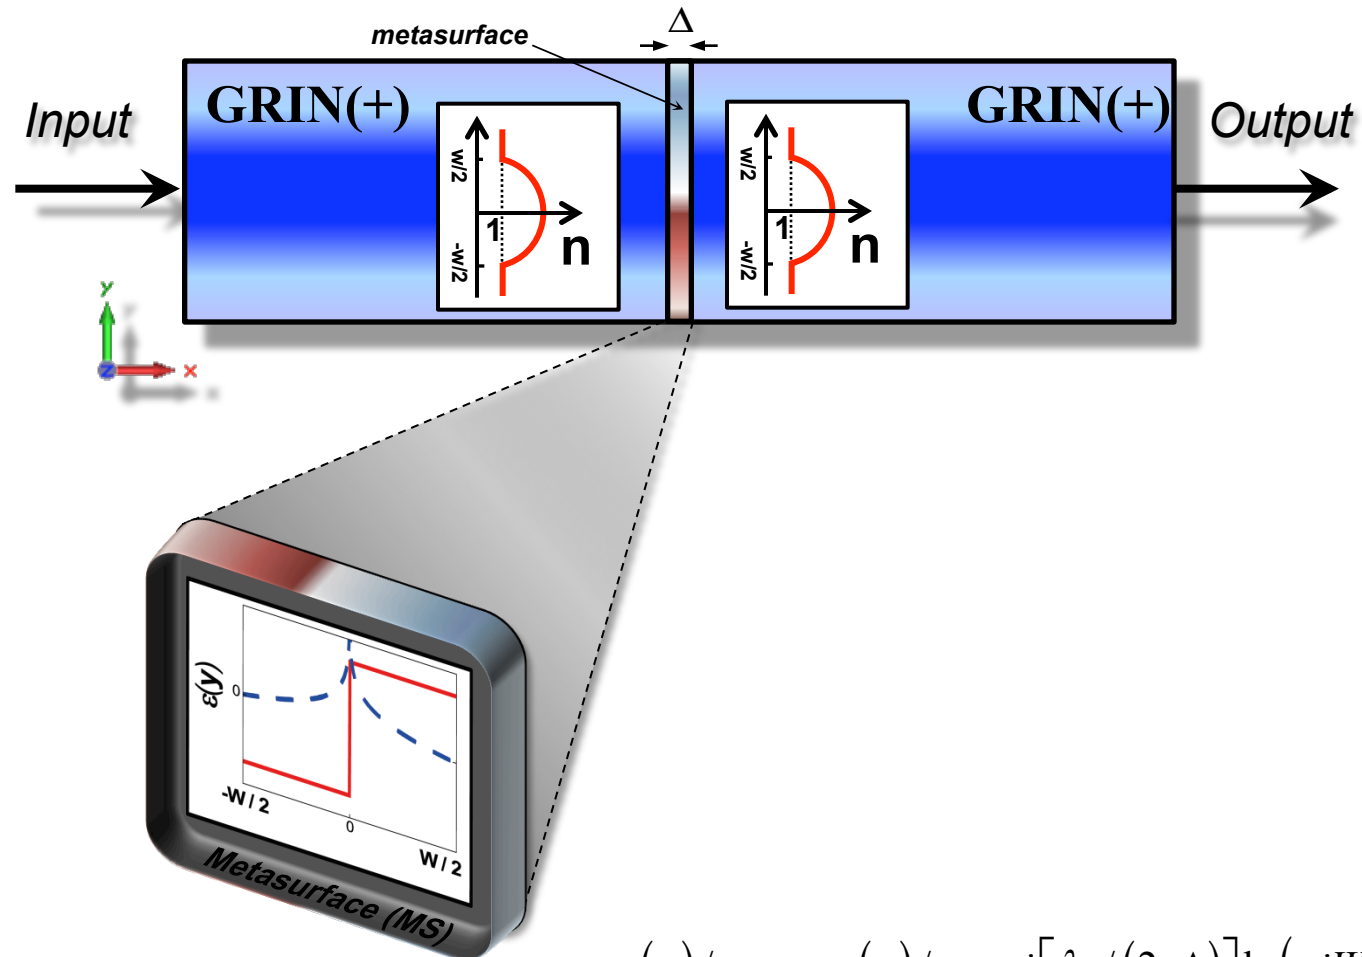 Δ
metasurface
Input
GRIN(+)
GRIN(+)
Output
w/2
1
n
-w/2
w/2
1
n
-w/2
y
z
x
ε(y)
0
-W / 2
0
W / 2
Metasurface (MS)